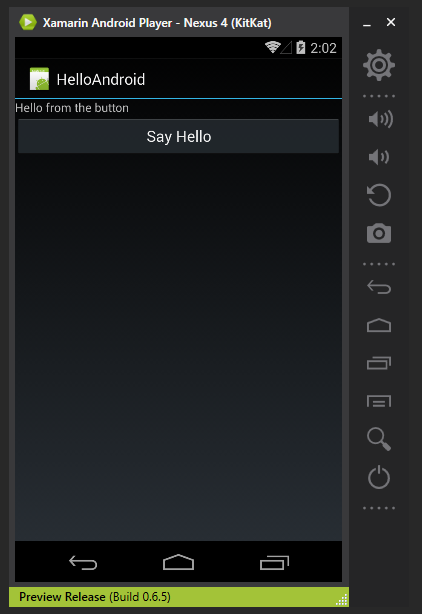 Xamarin Android Player - Nexus 4 (KitKat)
2:02
HelloAndroid
Hello from the button
Say Hello
Preview Release (Build 0.6.5)